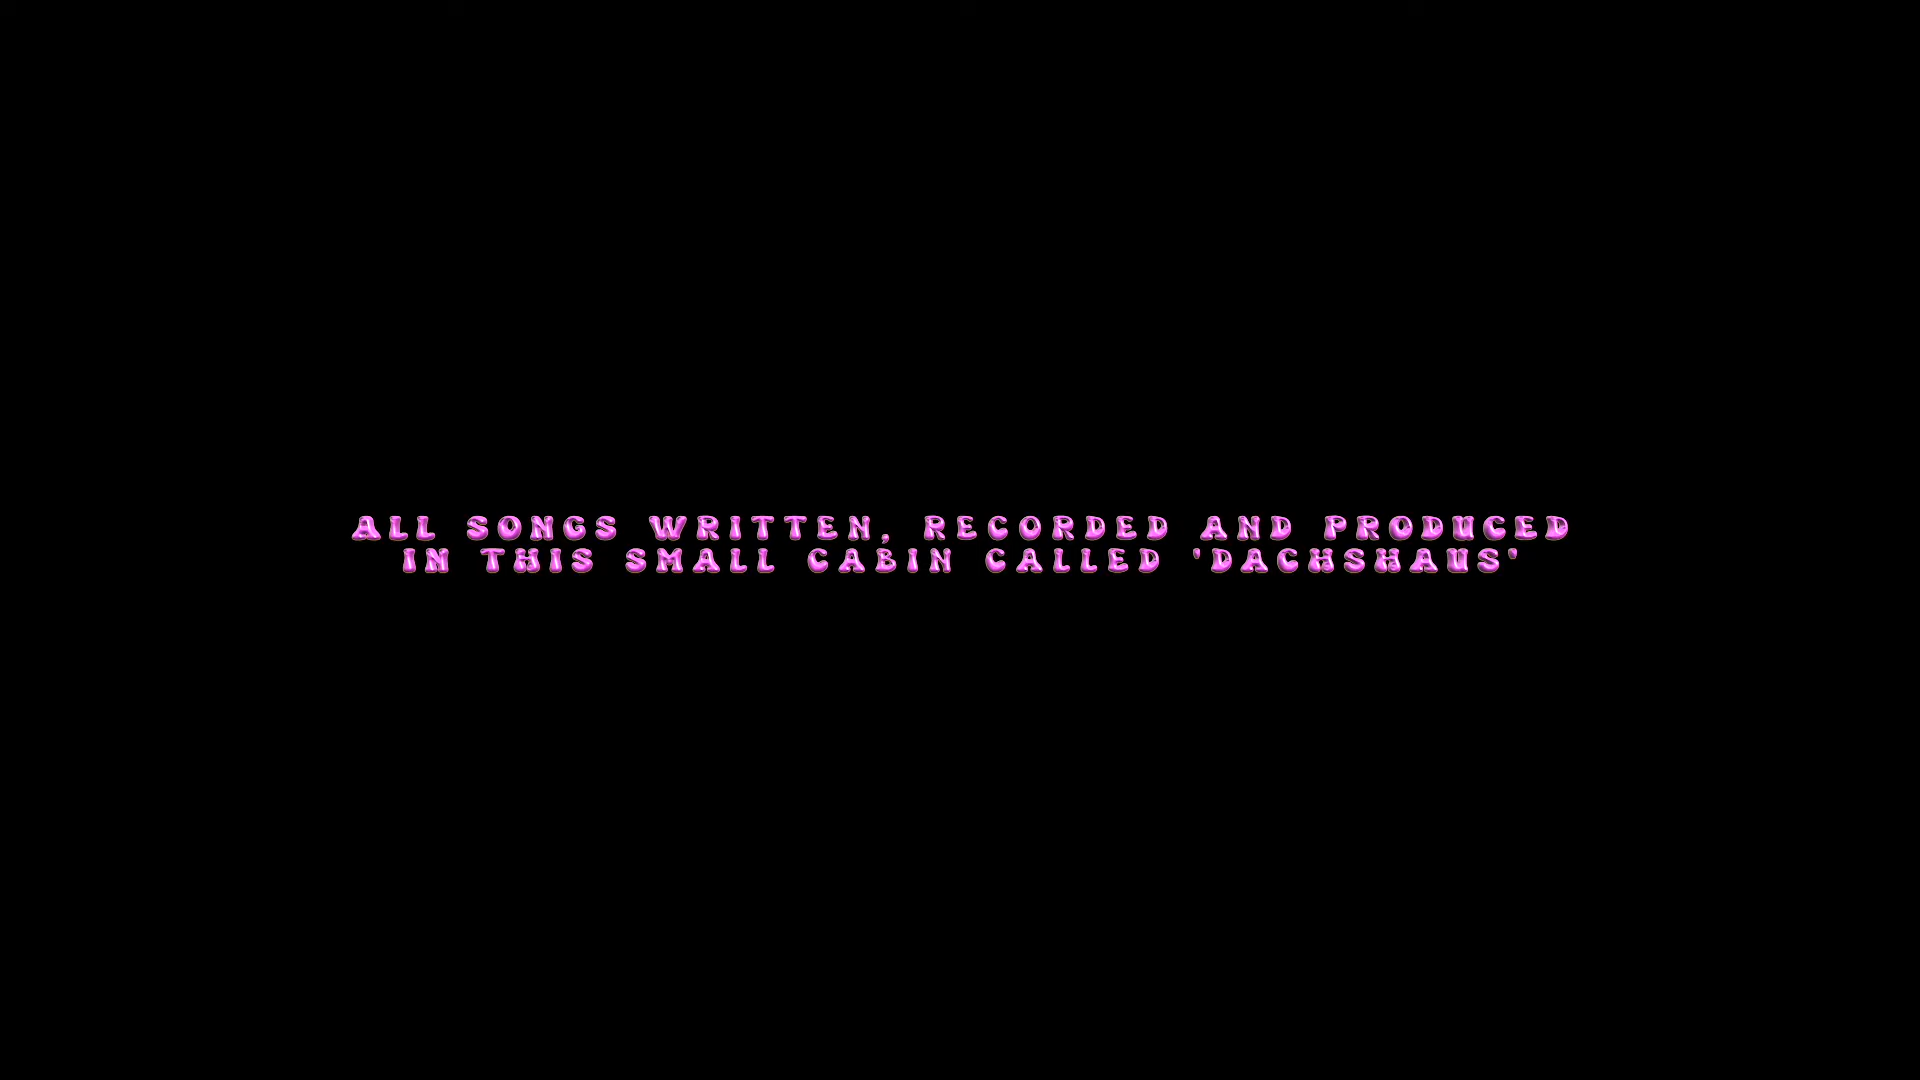 ALL SONGS WRITTEN, RECORDED AND PRODUCED
IN THIS SMALL CABIN CALLED 'DACHSHAUS'